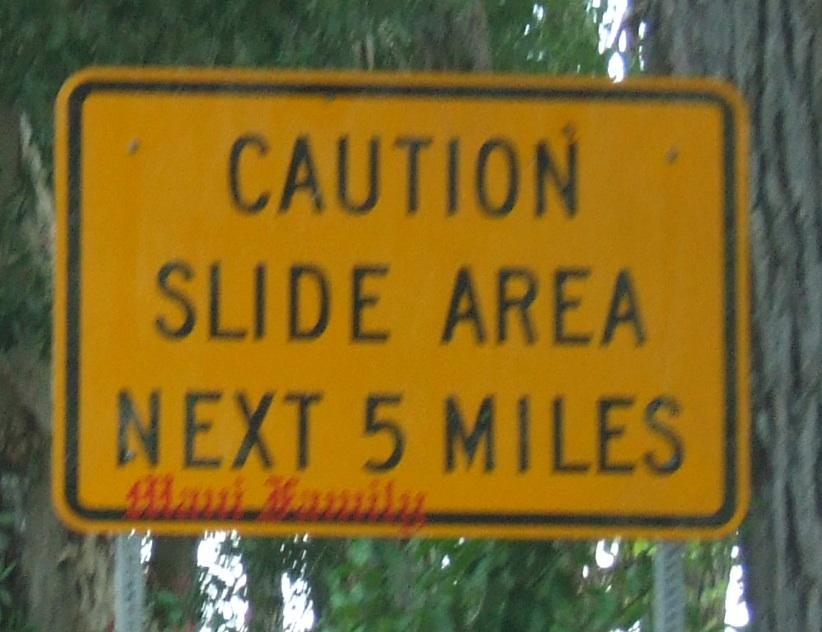 CAUTION
SLIDE AREA
NEXT 5 MILES
Maui Family